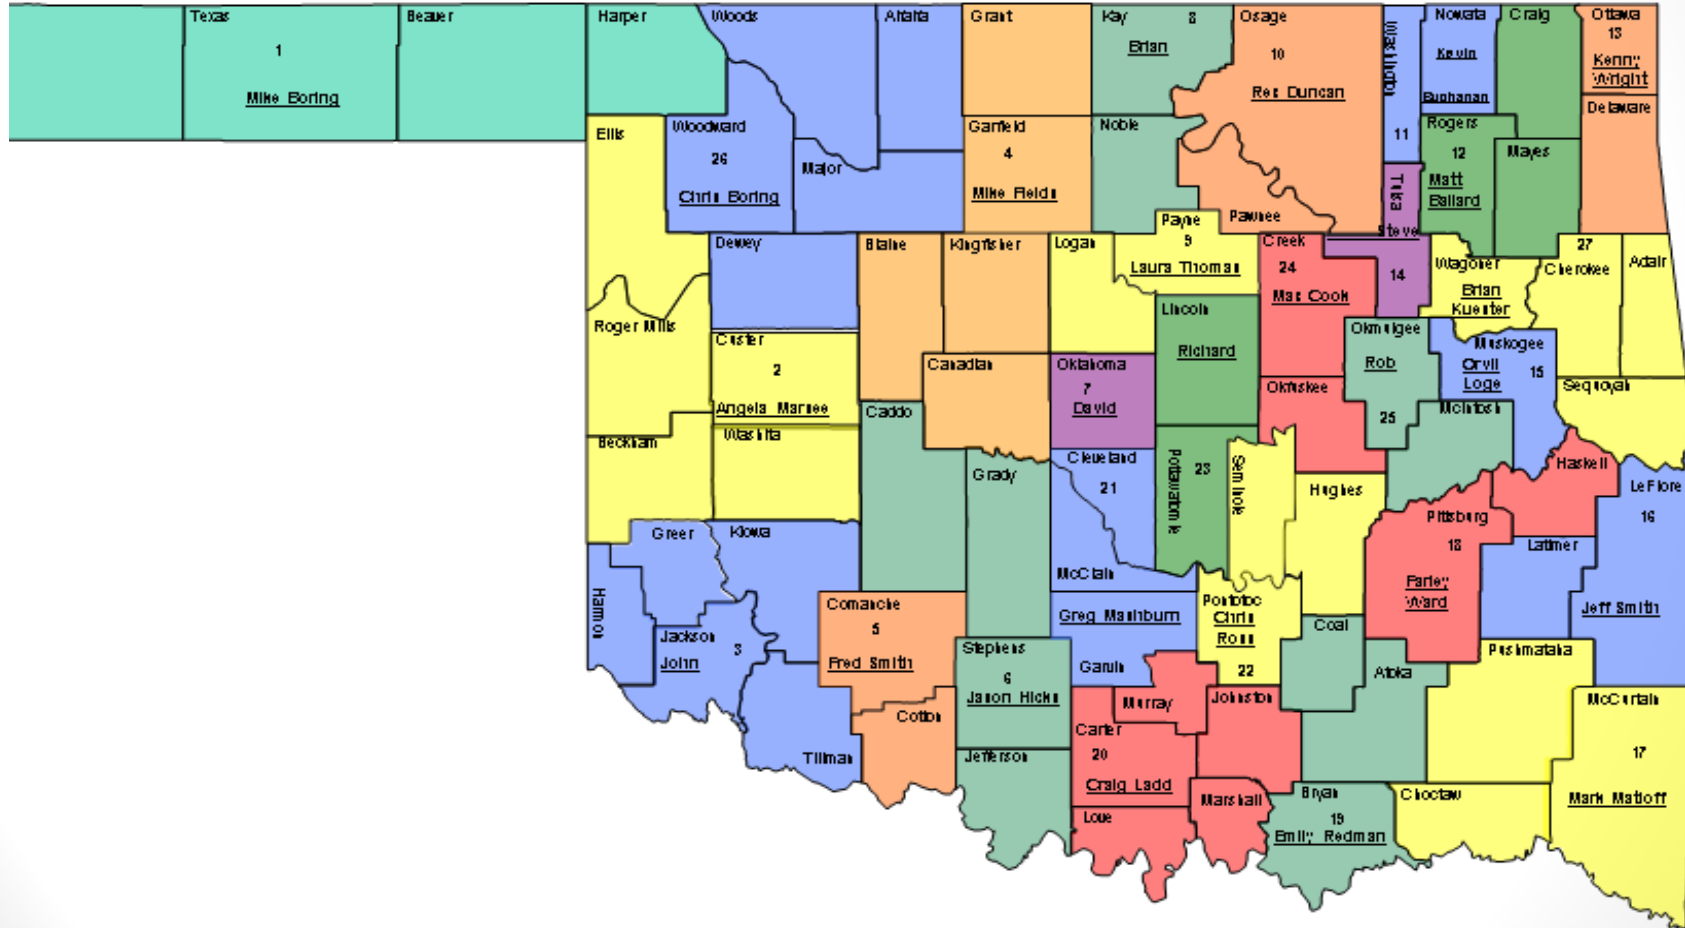 Texas
1
Mike Boring
Beaver
Harper
Woods
Alfalfa
Grant
Kay
8
Brian
Osage
10
Rex Duncan
Washington
11
Nowata
Kevin
Buchanan
Craig
Ottawa
13
Kenny
Wright
Delaware
Ellis
Woodward
26
Chris Boring
Major
Garfield
4
Mike Fields
Noble
Pawnee
Rogers
12
Matt
Ballard
Mayes
Tulsa
Steve
14
Dewey
Blaine
Kingfisher
Logan
Payne
9
Laura Thomas
Creek
24
Max Cook
Wagoner
Brian
Kuester
27
Cherokee
Adair
Roger Mills
Custer
2
Angela Marsee
Canadian
Oklahoma
7
David
Lincoln
Richard
Okfuskee
Okmulgee
Rob
25
Muskogee
Orvil
Loge
15
Sequoyah
McIntosh
Beckham
Washita
Caddo
Grady
Cleveland
21
Pottawatomie
23
Seminole
Hughes
Pittsburg
18
Farley
Ward
Haskell
LeFlore
16
Jeff Smith
Latimer
Harmon
Greer
Kiowa
Jackson
John
3
Tillman
Comanche
5
Fred Smith
Cotton
McClain
Greg Mashburn
Garvin
Pontotoc
Chris
Ross
22
Coal
Atoka
Pushmataha
Stephens
6
Jason Hicks
Jefferson
Murray
Johnston
Carter
20
Craig Ladd
Love
Marshall
Bryan
19
Emily Redman
Choctaw
McCurtain
17
Mark Matloff